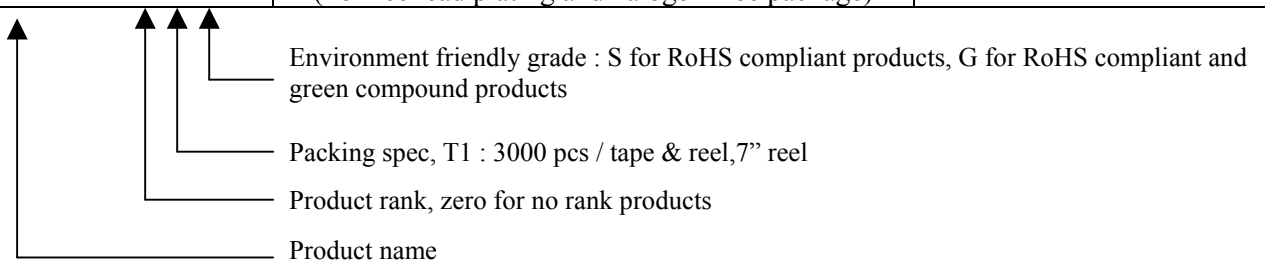 Environment friendly grade : S for RoHS compliant products, G for RoHS compliant and
green compound products
Packing spec, T1 : 3000 pcs / tape & reel,7” reel
Product rank, zero for no rank products
Product name